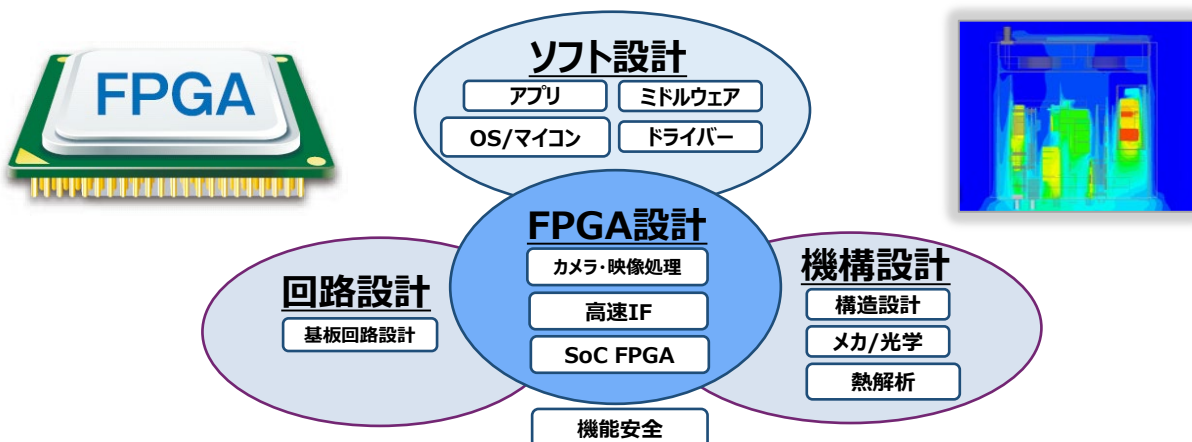 FPGA
ソフト設計
アプリ
ミドルウェア
OS/マイコン
ドライバー
FPGA設計
カメラ・映像処理
高速IF
SoC FPGA
回路設計
基板回路設計
機構設計
構造設計
メカ/光学
熱解析
機能安全